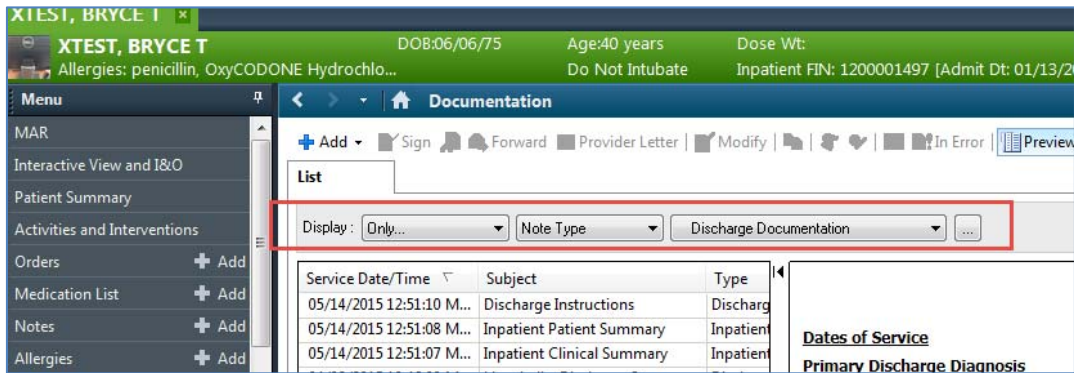 XTEST, BRYCE T ×
XTEST, BRYCE T DOB:06/06/75 Age:40 years Dose Wt:
Allergies: penicillin, OxyCODONE Hydrochlo... Do Not Intubate Inpatient FIN: 1200001497 [Admit Dt: 01/13/20
Menu Documentation
MAR
+ Add Sign Forward Provider Letter Modify In Error Preview
Interactive View and I&O
List
Patient Summary
Activities and Interventions
Display : Only... Note Type Discharge Documentation ...
Orders + Add
Service Date/Time Subject Type
Medication List + Add
05/14/2015 12:51:10 M... Discharge Instructions Discharg
Notes + Add
05/14/2015 12:51:08 M... Inpatient Patient Summary Inpatient
Dates of Service
Allergies + Add
05/14/2015 12:51:07 M... Inpatient Clinical Summary Inpatient
Primary Discharge Diagnosis